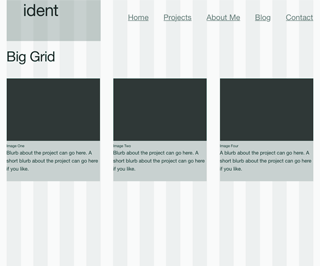 ident
Home Projects About Me Blog Contact
Big Grid
Image One
Blurb about the project can go here. A
short blurb about the project can go here
if you like.
Image Two
Blurb about the project can go here. A
short blurb about the project can go here
if you like.
Image Four
A blurb about the project can go here. A
short blurb about the project can go here
if you like.